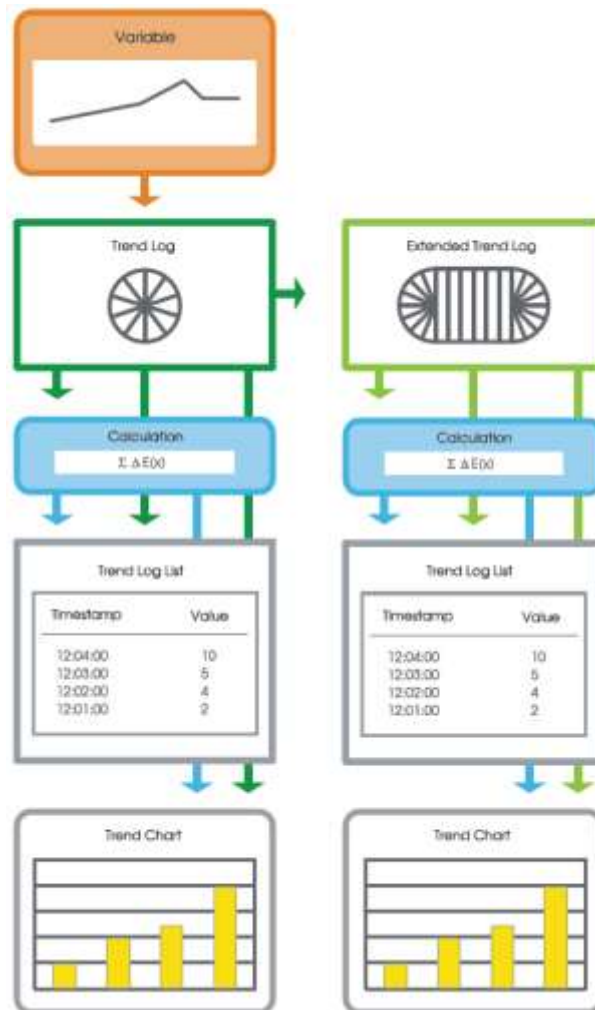 Variable
Trend Log
Extended Trend Log
Calculation
Σ Δ E(x)
Calculation
Σ Δ E(x)
Trend Log List
Timestamp Value
12:04:00 10
12:03:00 5
12:02:00 4
12:01:00 2
Trend Log List
Timestamp Value
12:04:00 10
12:03:00 5
12:02:00 4
12:01:00 2
Trend Chart
Trend Chart